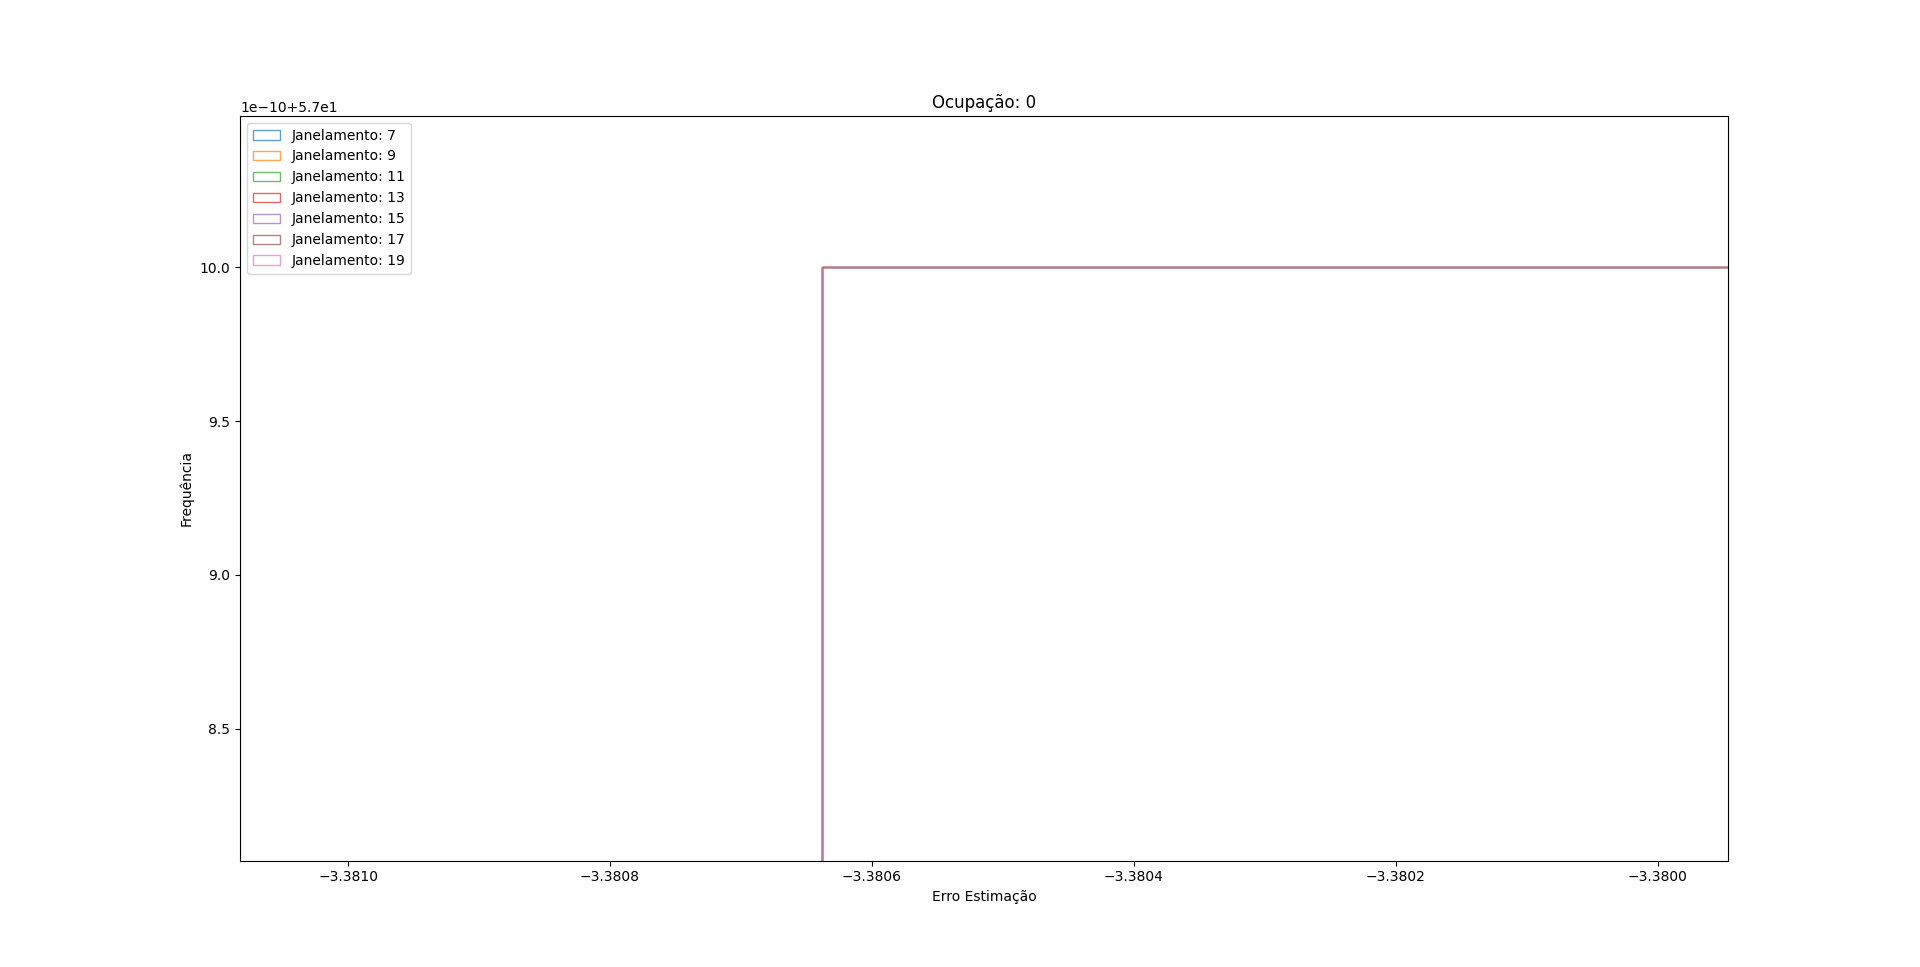 Ocupação: 0
1e−10+5.7e1
Janelamento: 7
Janelamento: 9
Janelamento: 11
Janelamento: 13
Janelamento: 15
Janelamento: 17
Janelamento: 19
10.0
9.5
9.0
8.5
Frequência
−3.3810
−3.3808
−3.3806
−3.3804
−3.3802
−3.3800
Erro Estimação